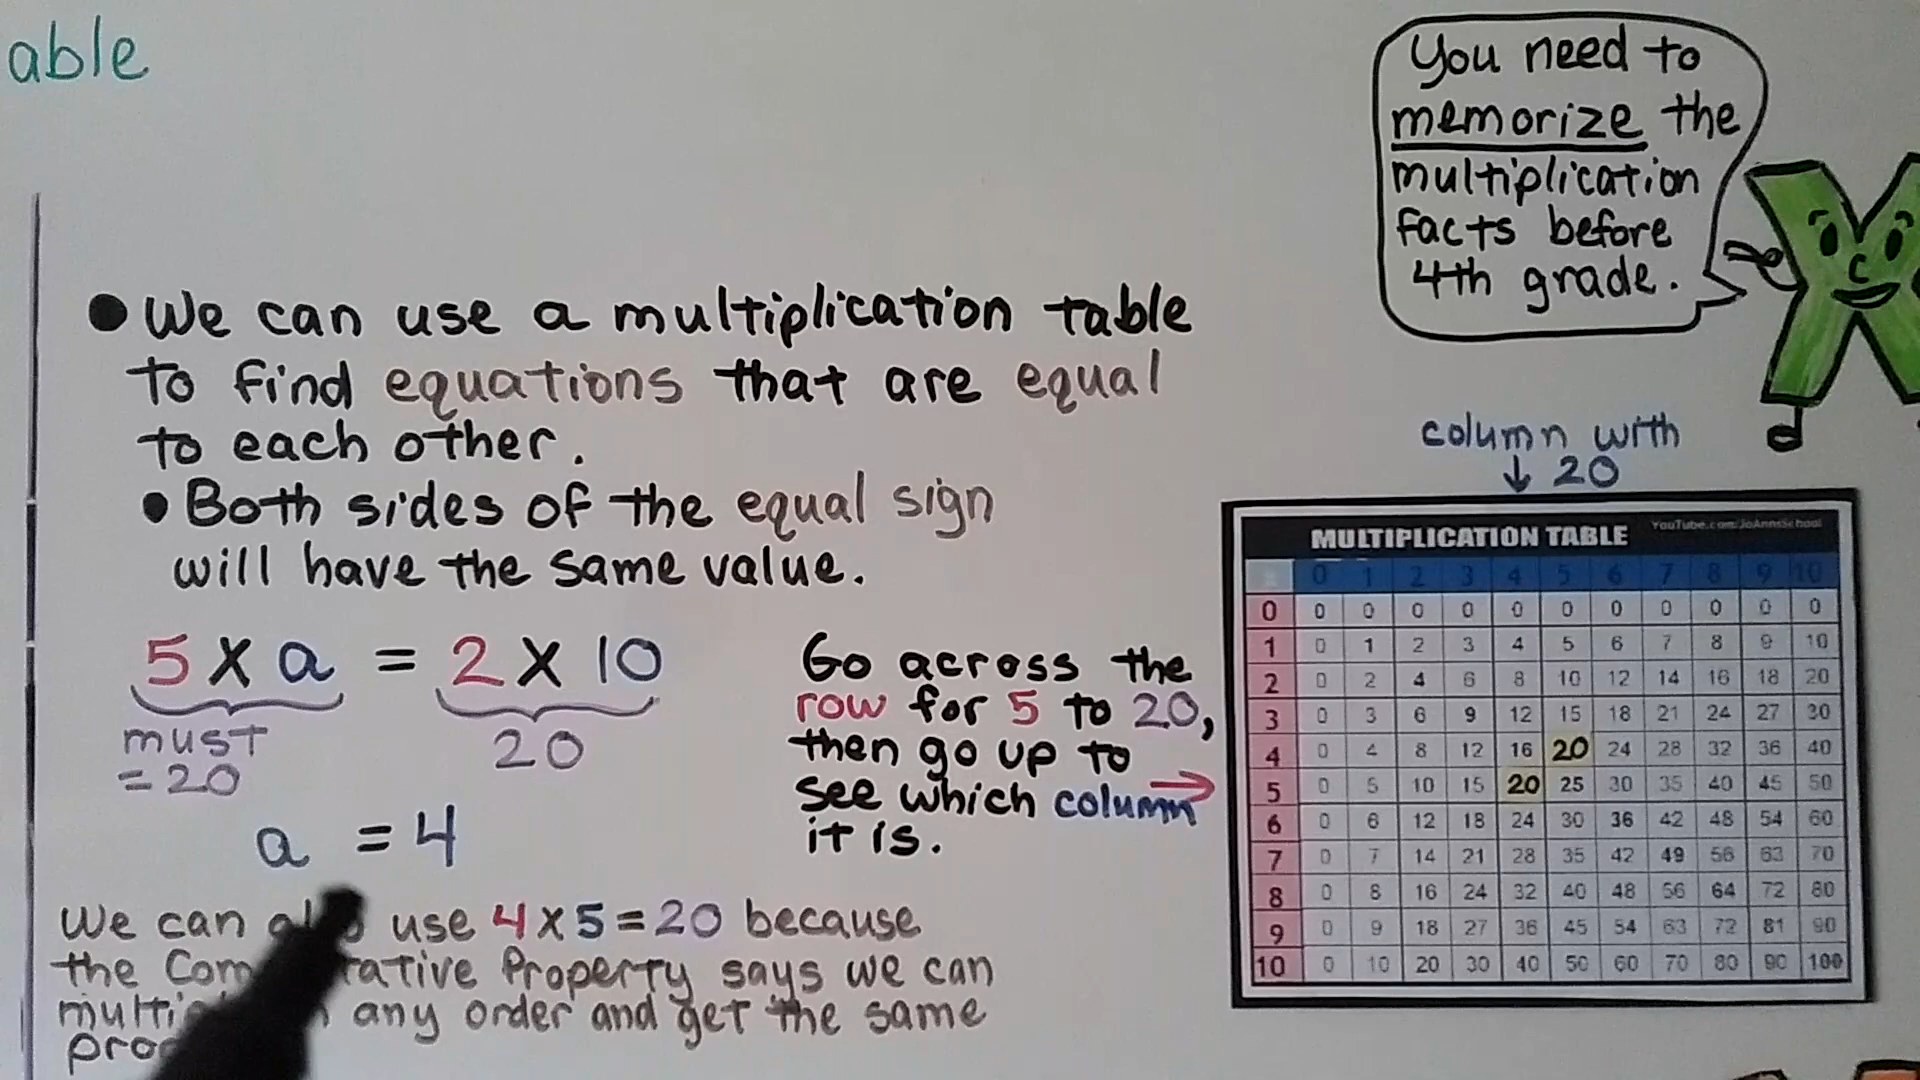 able
You need to
memorize the
multiplication
facts before
4th grade.
• We can use a multiplication table
to find equations that are equal
to each other.
• Both sides of the equal sign
will have the same value.
5 x a = 2 x 10
must
= 20
20
a = 4
Go across the
row for 5 to 20,
then go up to
see which column →
it is.
We can use 4 x 5 = 20 because
the Property says we can
any order and get the same
column with
↓ 20
MULTIPLICATION TABLE YouTube.com/JoAnnsSchool
0 1 2 3 4 5 6 7 8 9 10
0 0 0 0 0 0 0 0 0 0 0 0
1 0 1 2 3 4 5 6 7 8 9 10
2 0 2 4 6 8 10 12 14 16 18 20
3 0 3 6 9 12 15 18 21 24 27 30
4 0 4 8 12 16 20 24 28 32 36 40
5 0 5 10 15 20 25 30 35 40 45 50
6 0 6 12 18 24 30 36 42 48 54 60
7 0 7 14 21 28 35 42 49 56 63 70
8 0 8 16 24 32 40 48 56 64 72 80
9 0 9 18 27 36 45 54 63 72 81 90
10 0 10 20 30 40 50 60 70 80 90 100